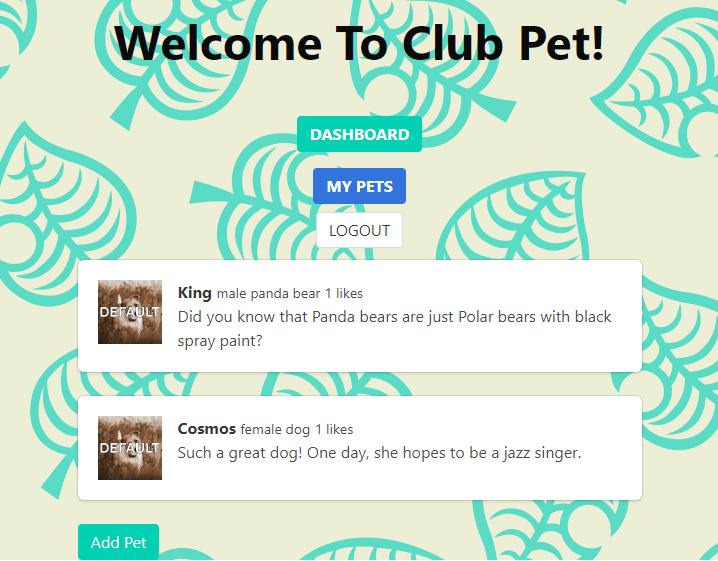 Welcome To Club Pet!
DASHBOARD
MY PETS
LOGOUT
DEFAULT
King male panda bear 1 likes
Did you know that Panda bears are just Polar bears with black
spray paint?
DEFAULT
Cosmos female dog 1 likes
Such a great dog! One day, she hopes to be a jazz singer.
Add Pet